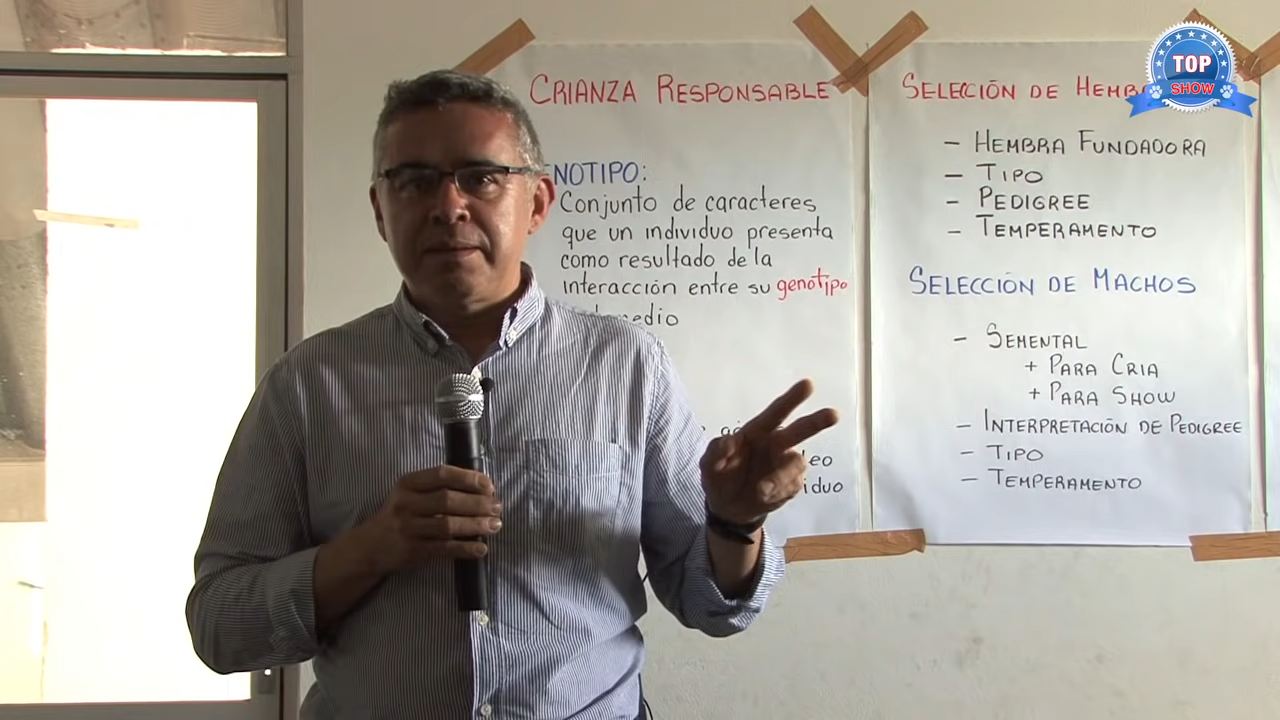 CRIANZA RESPONSABLE
ENOTIPO:
Conjunto de caracteres
que un individuo presenta
como resultado de la
interacción entre su genotipo
medio
leo
iduo
SELECCIÓN DE HEMB
- HEMBRA FUNDADORA
- TIPO
- PEDIGREE
- TEMPERAMENTO
SELECCIÓN DE MACHOS
- SEMENTAL
+ PARA CRIA
+ PARA SHOW
- INTERPRETACIÓN DE PEDIGREE
- TIPO
- TEMPERAMENTO
TOP
SHOW